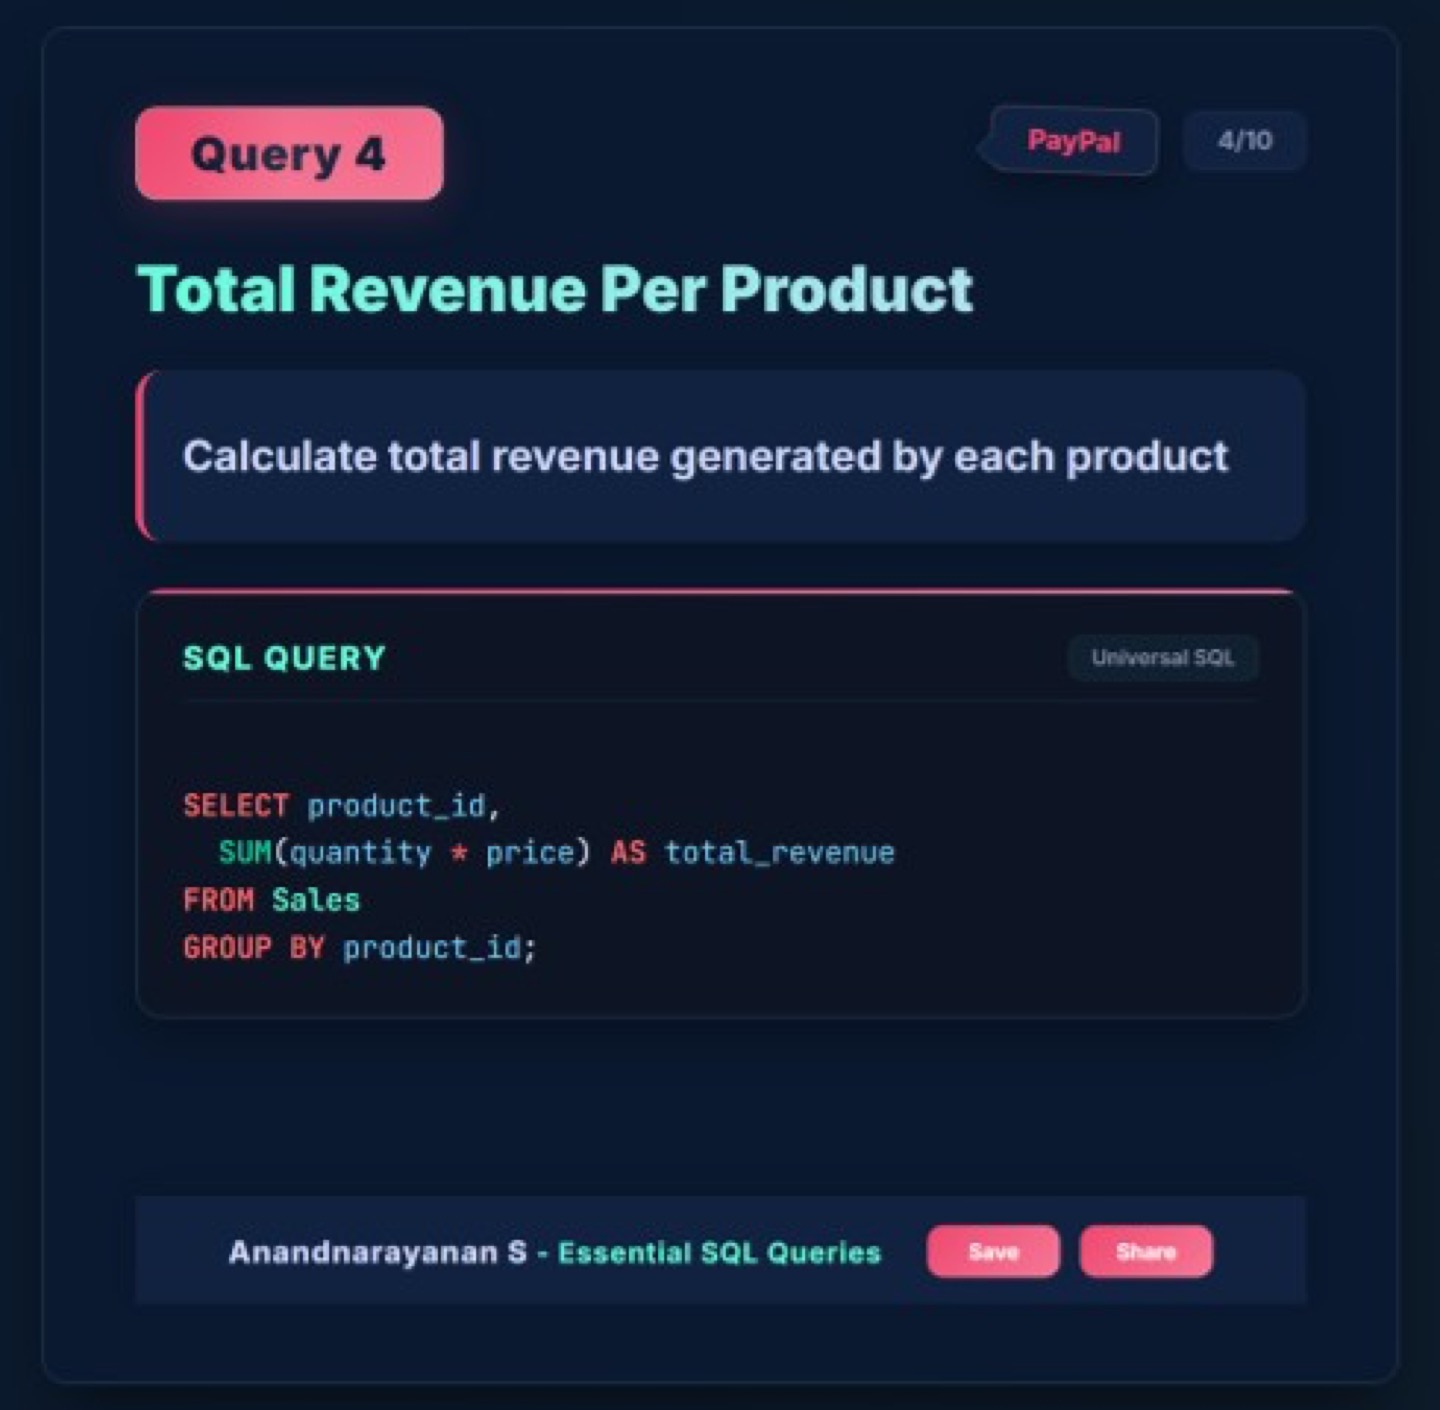 Query 4
PayPal
4/10
Total Revenue Per Product
Calculate total revenue generated by each product
SQL QUERY
Universal SQL
SELECT product_id,
  SUM(quantity * price) AS total_revenue
FROM Sales
GROUP BY product_id;
Anandnarayanan S - Essential SQL Queries
Save
Share